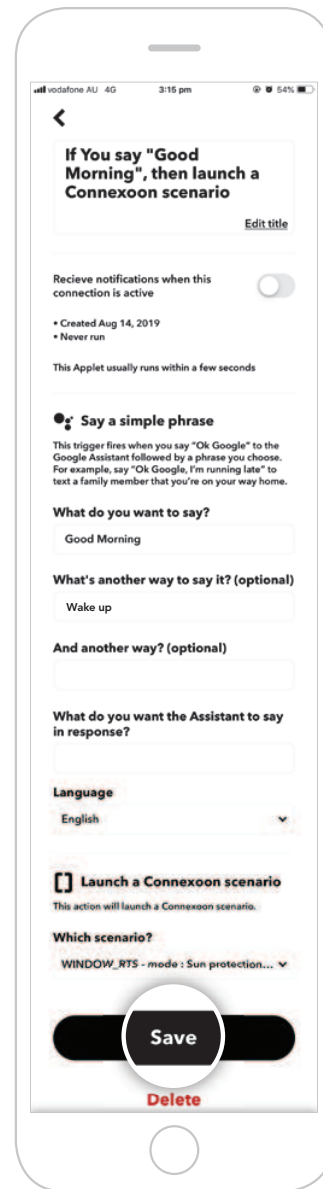 vodafone AU 4G 3:15 pm 54%
If You say "Good
Morning", then launch a
Connexoon scenario
Edit title
Recieve notifications when this
connection is active
• Created Aug 14, 2019
• Never run
This Applet usually runs within a few seconds
Say a simple phrase
This trigger fires when you say "Ok Google" to the
Google Assistant followed by a phrase you choose.
For example, say "Ok Google, I'm running late" to
text a family member that you're on your way home.
What do you want to say?
Good Morning
What's another way to say it? (optional)
Wake up
And another way? (optional)
What do you want the Assistant to say
in response?
Language
English
Launch a Connexoon scenario
This action will launch a Connexoon scenario.
Which scenario?
WINDOW_RTS - mode : Sun protection...
Save
Delete